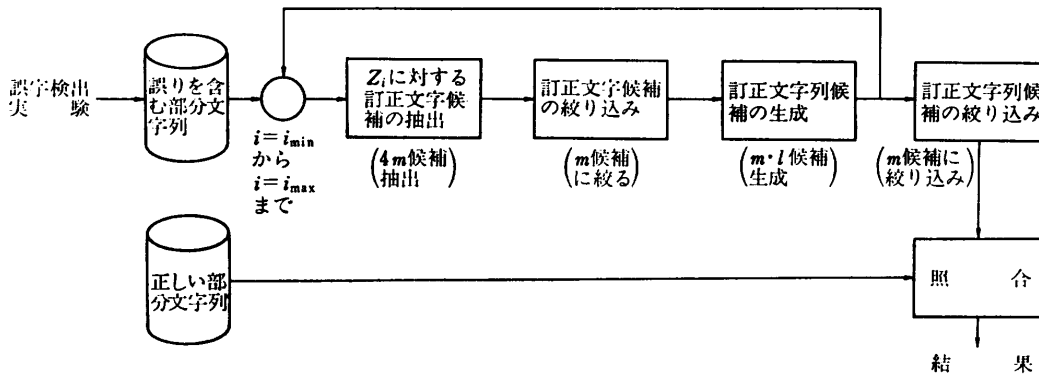 誤字検出
実験
誤りを含
む部分文
字列
i=i_min
から
i=i_max
まで
Z_iに対する
訂正文字候
補の抽出
(4m候補
抽出)
訂正文字候補
の絞り込み
(m候補
に絞る)
訂正文字列候
補の生成
(m・l候補
生成)
訂正文字列候
補の絞り込み
(m候補に
絞り込み)
正しい部
分文字列
照合
結果